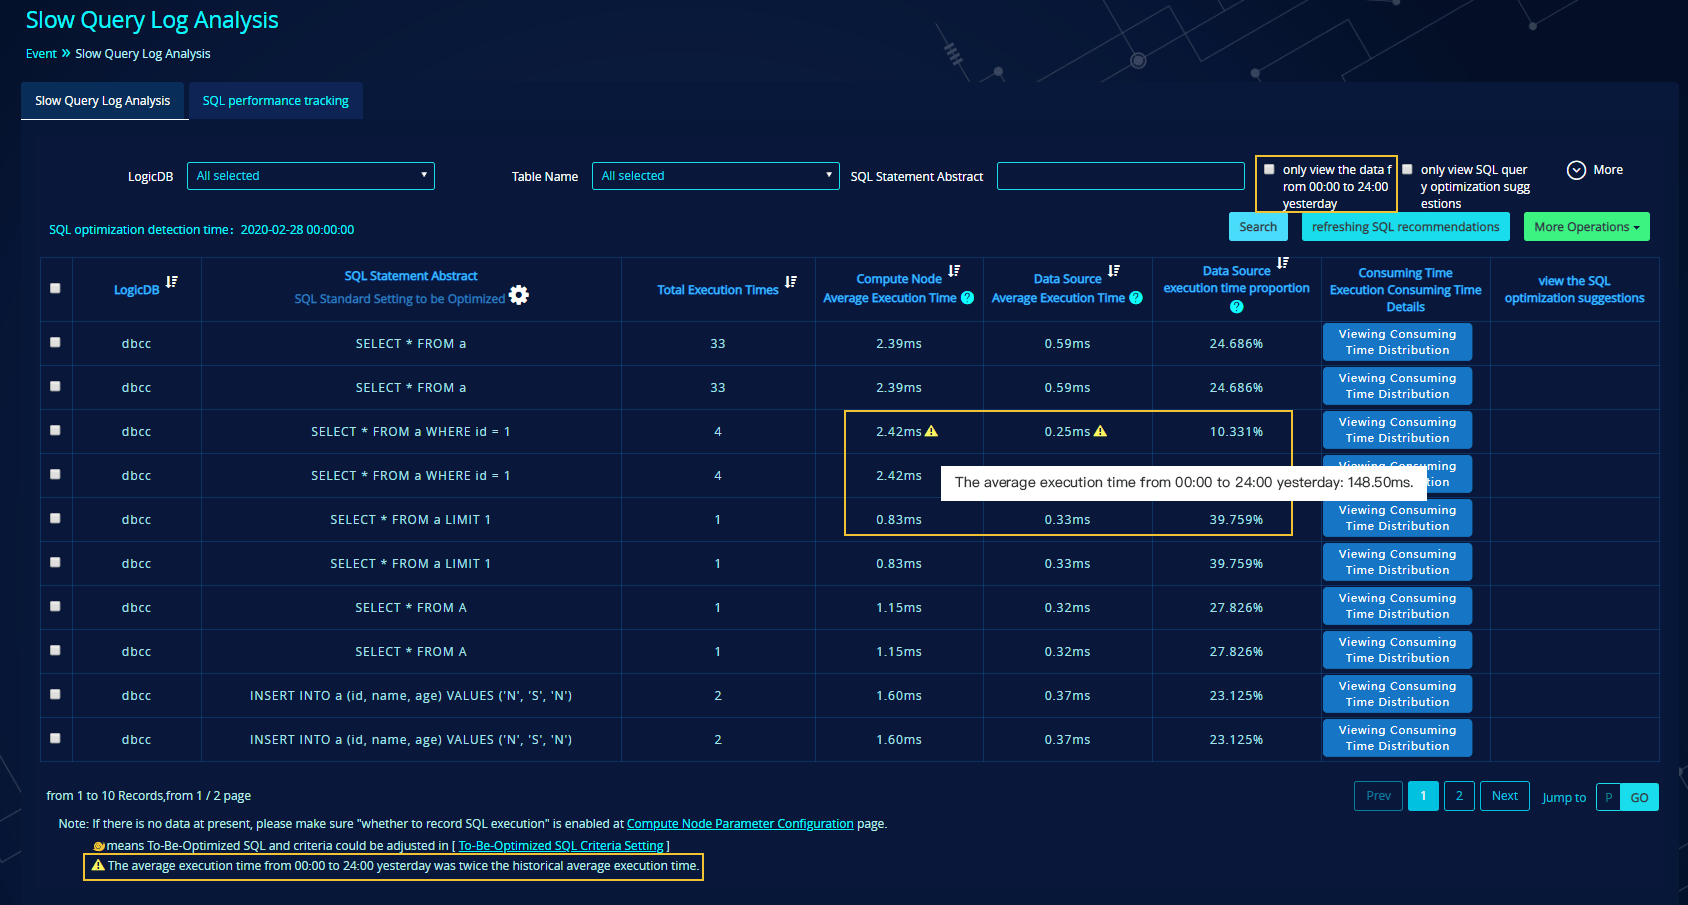 Slow Query Log Analysis
Event » Slow Query Log Analysis
Slow Query Log Analysis
SQL performance tracking
LogicDB
All selected
Table Name
All selected
SQL Statement Abstract
only view the data f
rom 00:00 to 24:00
yesterday
only view SQL quer
y optimization sugg
estions
More
SQL optimization detection time: 2020-02-28 00:00:00
Search
refreshing SQL recommendations
More Operations
LogicDB
SQL Statement Abstract
SQL Standard Setting to be Optimized
Total Execution Times
Compute Node
Average Execution Time ?
Data Source
Average Execution Time ?
Data Source
execution time proportion
?
Consuming Time
Execution Consuming Time
Details
view the SQL
optimization suggestions
dbcc SELECT * FROM a 33 2.39ms 0.59ms 24.686% Viewing Consuming
Time Distribution
dbcc SELECT * FROM a 33 2.39ms 0.59ms 24.686% Viewing Consuming
Time Distribution
dbcc SELECT * FROM a WHERE id = 1 4 2.42ms 0.25ms 10.331% Viewing Consuming
Time Distribution
dbcc SELECT * FROM a WHERE id = 1 4 2.42ms
The average execution time from 00:00 to 24:00 yesterday: 148.50ms.
dbcc SELECT * FROM a LIMIT 1 1 0.83ms 0.33ms 39.759% Viewing Consuming
Time Distribution
dbcc SELECT * FROM a LIMIT 1 1 0.83ms 0.33ms 39.759% Viewing Consuming
Time Distribution
dbcc SELECT * FROM A 1 1.15ms 0.32ms 27.826% Viewing Consuming
Time Distribution
dbcc SELECT * FROM A 1 1.15ms 0.32ms 27.826% Viewing Consuming
Time Distribution
dbcc INSERT INTO a (id, name, age) VALUES ('N', 'S', 'N') 2 1.60ms 0.37ms 23.125% Viewing Consuming
Time Distribution
dbcc INSERT INTO a (id, name, age) VALUES ('N', 'S', 'N') 2 1.60ms 0.37ms 23.125% Viewing Consuming
Time Distribution
from 1 to 10 Records,from 1 / 2 page
Prev 1 2 Next Jump to P GO
Note: If there is no data at present, please make sure "whether to record SQL execution" is enabled at Compute Node Parameter Configuration page.
means To-Be-Optimized SQL and criteria could be adjusted in [ To-Be-Optimized SQL Criteria Setting ]
The average execution time from 00:00 to 24:00 yesterday was twice the historical average execution time.